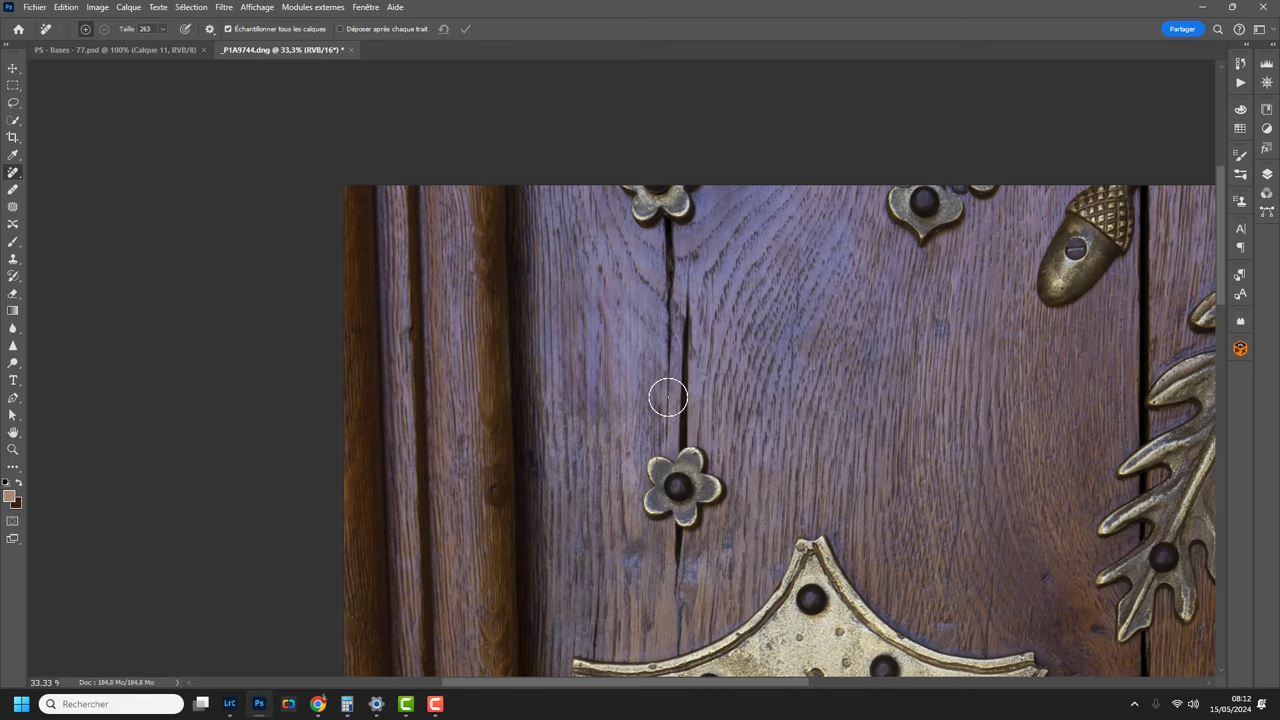 Ps Fichier Edition Image Calque Texte Sélection Filtre Affichage Modules externes Fenêtre Aide
Taille 263 Échantillonner tous les calques Déposer après chaque trait Partager
PS - Bases - 77.psd @ 100% (Calque 11, RVB/8) × _P1A9744.dng @ 33,3% (RVB/16*) * ×
33.33 % Doc : 184,8 Mo/184,8 Mo
Rechercher LrC Ps 08:12
15/05/2024